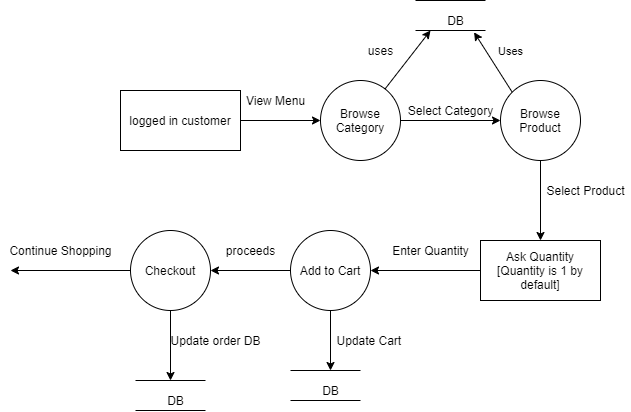 DB
uses
Uses
View Menu
logged in customer
Browse
Category
Select Category
Browse
Product
Select Product
Continue Shopping
proceeds
Enter Quantity
Checkout
Add to Cart
Ask Quantity
[Quantity is 1 by
default]
Update order DB
Update Cart
DB
DB